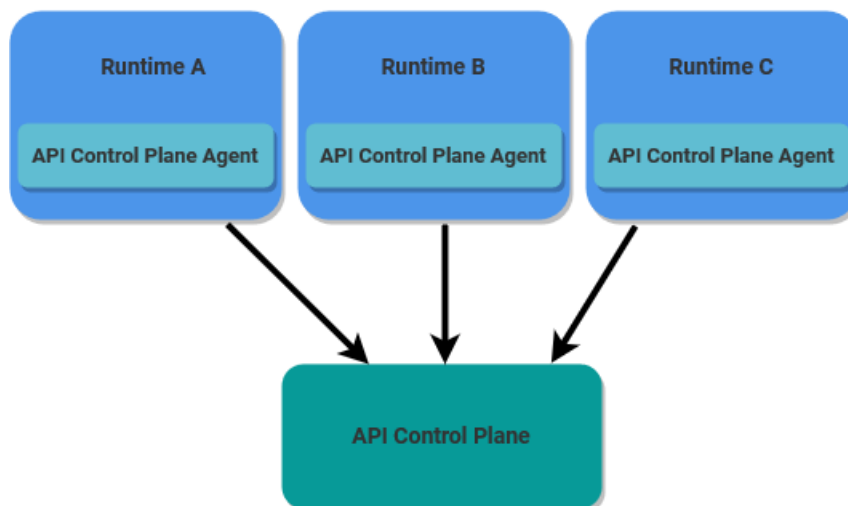 Runtime A
Runtime B
Runtime C
API Control Plane Agent
API Control Plane Agent
API Control Plane Agent
API Control Plane